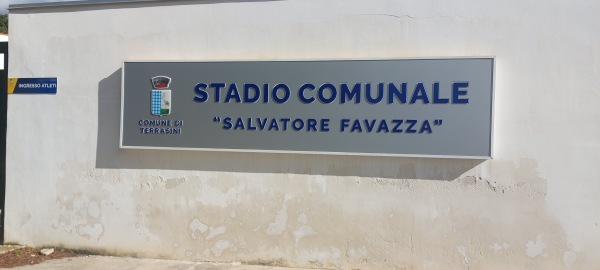 INGRESSO ATLETI
STADIO COMUNALE
"SALVATORE FAVAZZA"
COMUNE DI
TERRASINI